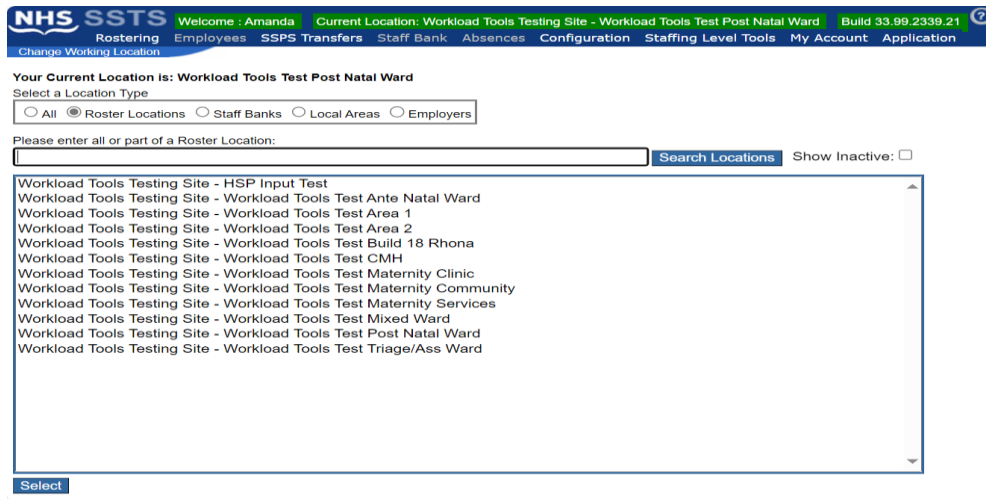 NHS SSTS Welcome : Amanda Current Location: Workload Tools Testing Site - Workload Tools Test Post Natal Ward Build 33.99.2339.21 ?
Rostering Employees SSPS Transfers Staff Bank Absences Configuration Staffing Level Tools My Account Application
Change Working Location
Your Current Location is: Workload Tools Test Post Natal Ward
Select a Location Type
All Roster Locations Staff Banks Local Areas Employers
Please enter all or part of a Roster Location:
Search Locations Show Inactive:
Workload Tools Testing Site - HSP Input Test
Workload Tools Testing Site - Workload Tools Test Ante Natal Ward
Workload Tools Testing Site - Workload Tools Test Area 1
Workload Tools Testing Site - Workload Tools Test Area 2
Workload Tools Testing Site - Workload Tools Test Build 18 Rhona
Workload Tools Testing Site - Workload Tools Test CMH
Workload Tools Testing Site - Workload Tools Test Maternity Clinic
Workload Tools Testing Site - Workload Tools Test Maternity Community
Workload Tools Testing Site - Workload Tools Test Maternity Services
Workload Tools Testing Site - Workload Tools Test Mixed Ward
Workload Tools Testing Site - Workload Tools Test Post Natal Ward
Workload Tools Testing Site - Workload Tools Test Triage/Ass Ward
Select